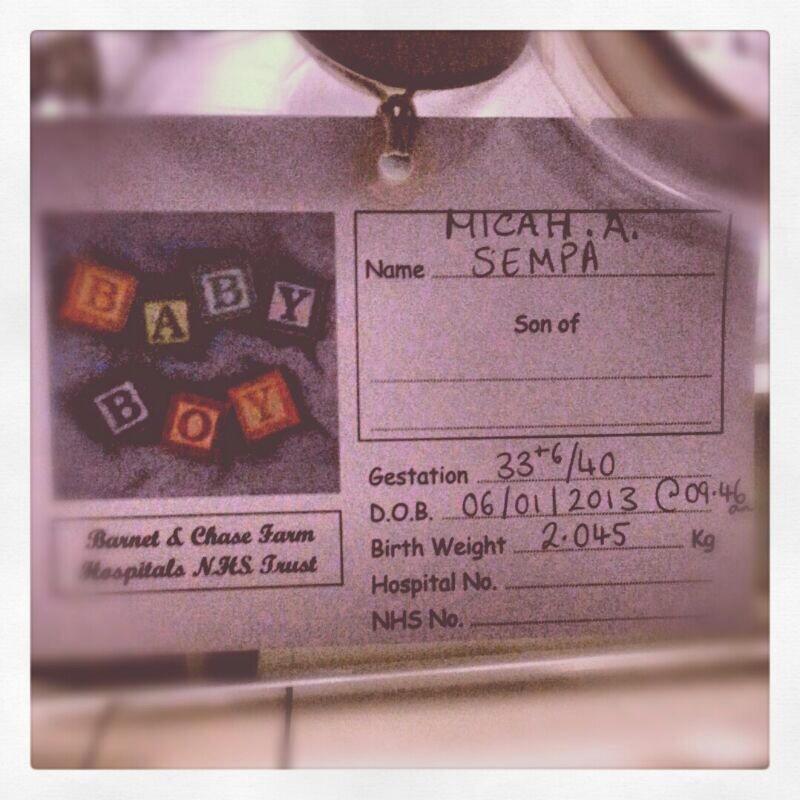 BABY
BOY
Barnet & Chase Farm
Hospitals NHS Trust
MICAH . A.
Name SEMPA
Son of
Gestation 33+6/40
D.O.B. 06/01/2013 @ 09.46 am
Birth Weight 2.045 Kg
Hospital No.
NHS No.